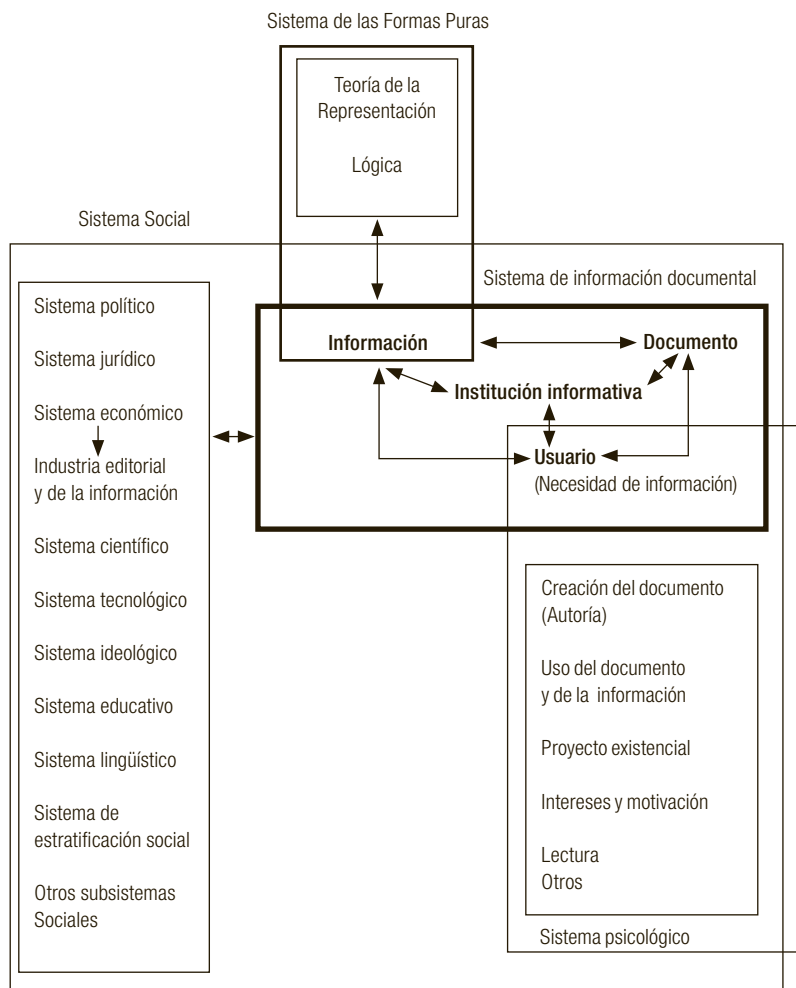 Sistema de las Formas Puras
Teoría de la
Representación
Lógica
Sistema Social
Sistema de información documental
Sistema político
Sistema jurídico
Sistema económico
Industria editorial
y de la información
Sistema científico
Sistema tecnológico
Sistema ideológico
Sistema educativo
Sistema lingüístico
Sistema de
estratificación social
Otros subsistemas
Sociales
Información
Documento
Institución informativa
Usuario
(Necesidad de información)
Creación del documento
(Autoría)
Uso del documento
y de la información
Proyecto existencial
Intereses y motivación
Lectura
Otros
Sistema psicológico